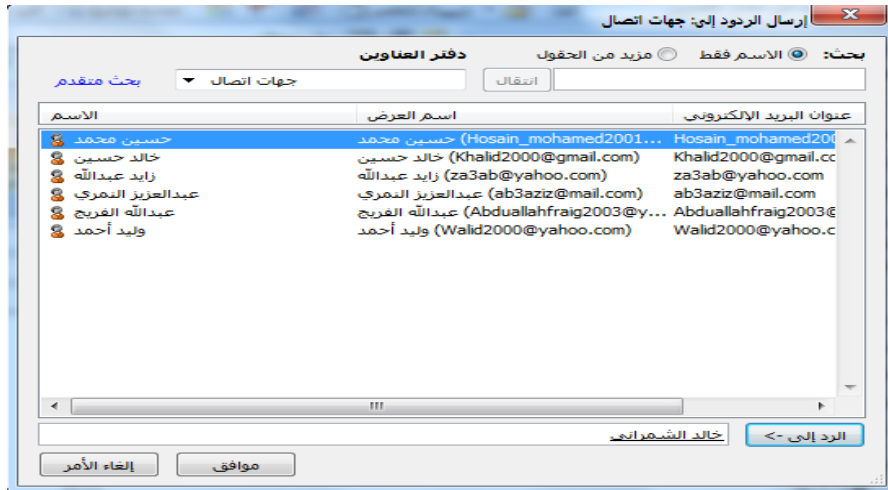 إرسال الردود إلى: جهات اتصال
بحث: الاسم فقط مزيد من الحقول دفتر العناوين
انتقال جهات اتصال بحث متقدم
الاسم اسم العرض عنوان البريد الإلكتروني
حسين محمد حسين محمد (Hosain_mohamed2001... Hosain_mohamed200
خالد حسين خالد حسين (Khalid2000@gmail.com) Khalid2000@gmail.cc
زايد عبدالله زايد عبدالله (za3ab@yahoo.com) za3ab@yahoo.com
عبدالعزيز النمري عبدالعزيز النمري (ab3aziz@mail.com) ab3aziz@mail.com
عبدالله الفريج عبدالله الفريج (Abduallahfraig2003@y... Abduallahfraig2003@
وليد أحمد وليد أحمد (Walid2000@yahoo.com) Walid2000@yahoo.c
الرد إلى -> خالد الشمراني
موافق إلغاء الأمر